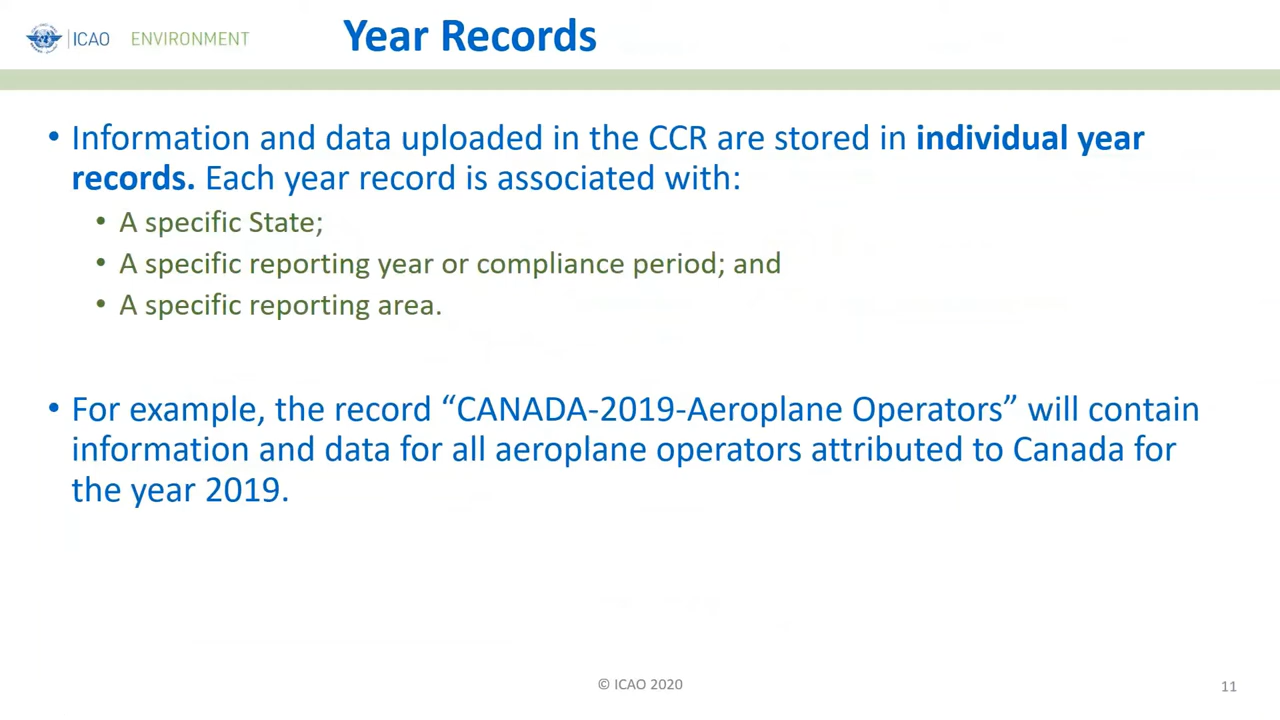 ICAO ENVIRONMENT
Year Records
• Information and data uploaded in the CCR are stored in individual year
records. Each year record is associated with:
• A specific State;
• A specific reporting year or compliance period; and
• A specific reporting area.
• For example, the record “CANADA-2019-Aeroplane Operators” will contain
information and data for all aeroplane operators attributed to Canada for
the year 2019.
© ICAO 2020
11